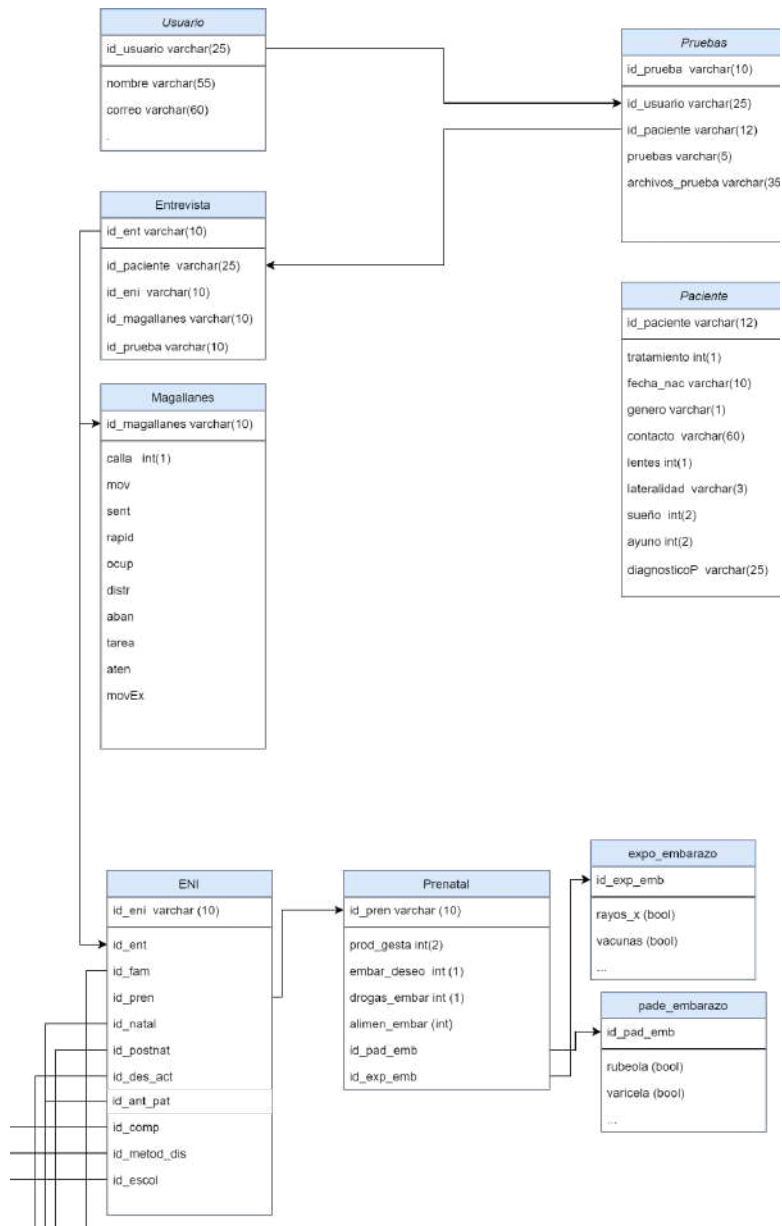 Usuario
id_usuario varchar(25)
nombre varchar(55)
correo varchar(60)
.
Pruebas
id_prueba varchar(10)
id_usuario varchar(25)
id_paciente varchar(12)
pruebas varchar(5)
archivos_prueba varchar(35
Entrevista
id_ent varchar(10)
id_paciente varchar(25)
id_eni varchar(10)
id_magallanes varchar(10)
id_prueba varchar(10)
Paciente
id_paciente varchar(12)
tratamiento int(1)
fecha_nac varchar(10)
genero varchar(1)
contacto varchar(60)
lentes int(1)
lateralidad varchar(3)
sueño int(2)
ayuno int(2)
diagnosticoP varchar(25)
Magallanes
id_magallanes varchar(10)
calla int(1)
mov
sent
rapid
ocup
distr
aban
tarea
aten
movEx
ENI
id_eni varchar (10)
id_ent
id_fam
id_pren
id_natal
id_postnat
id_des_act
id_ant_pat
id_comp
id_metod_dis
id_escol
Prenatal
id_pren varchar (10)
prod_gesta int(2)
embar_deseo int (1)
drogas_embar int (1)
alimen_embar (int)
id_pad_emb
id_exp_emb
expo_embarazo
id_exp_emb
rayos_x (bool)
vacunas (bool)
...
pade_embarazo
id_pad_emb
rubeola (bool)
varicela (bool)
...